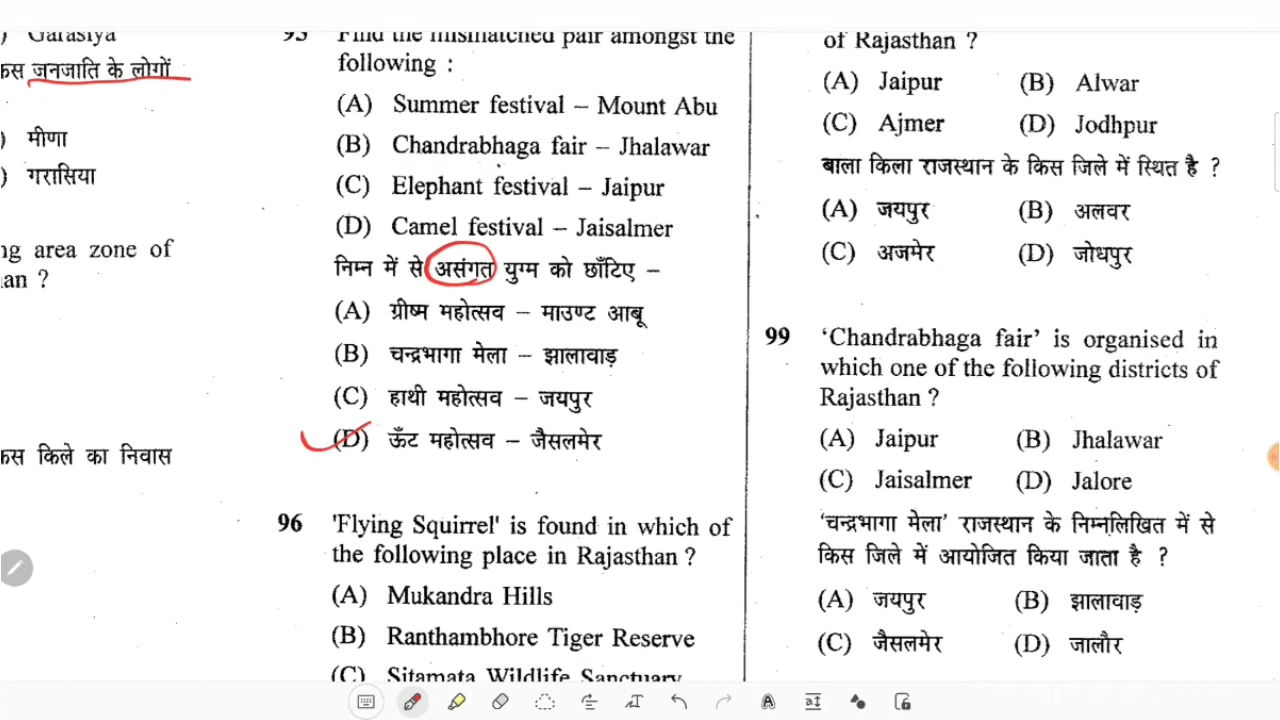 ) Garasiya
कस जनजाति के लोगों
) मीणा
) गरासिया
ng area zone of
an ?
कस किले का निवास
95 Find the mismatched pair amongst the
following :
(A) Summer festival – Mount Abu
(B) Chandrabhaga fair – Jhalawar
(C) Elephant festival – Jaipur
(D) Camel festival – Jaisalmer
निम्न में से असंगत युग्म को छाँटिए –
(A) ग्रीष्म महोत्सव – माउण्ट आबू
(B) चन्द्रभागा मेला – झालावाड़
(C) हाथी महोत्सव – जयपुर
(D) ऊँट महोत्सव – जैसलमेर
96 'Flying Squirrel' is found in which of
the following place in Rajasthan ?
(A) Mukandra Hills
(B) Ranthambhore Tiger Reserve
(C) Sitamata Wildlife Sanctuary
of Rajasthan ?
(A) Jaipur (B) Alwar
(C) Ajmer (D) Jodhpur
बाला किला राजस्थान के किस जिले में स्थित है ?
(A) जयपुर (B) अलवर
(C) अजमेर (D) जोधपुर
99 ‘Chandrabhaga fair’ is organised in
which one of the following districts of
Rajasthan ?
(A) Jaipur (B) Jhalawar
(C) Jaisalmer (D) Jalore
‘चन्द्रभागा मेला’ राजस्थान के निम्नलिखित में से
किस जिले में आयोजित किया जाता है ?
(A) जयपुर (B) झालावाड़
(C) जैसलमेर (D) जालौर